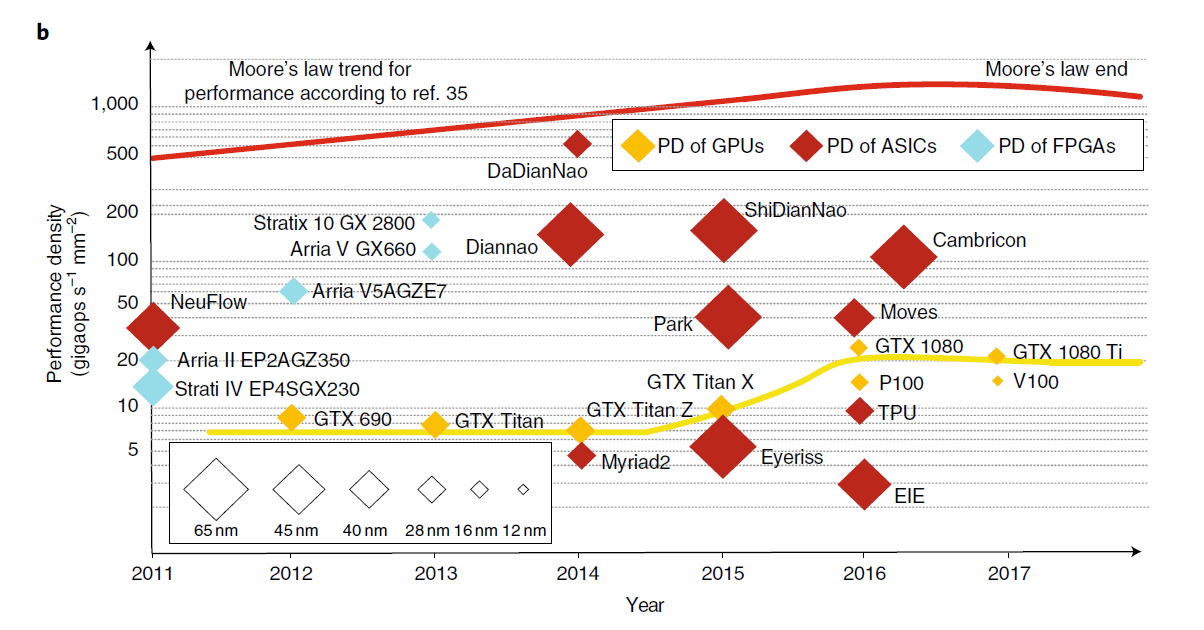 b
Moore's law trend for
performance according to ref. 35
Moore's law end
PD of GPUs
PD of ASICs
PD of FPGAs
Performance density
(gigaops s⁻¹ mm⁻²)
1,000
500
200
100
50
20
10
5
DaDianNao
Stratix 10 GX 2800
Arria V GX660
Diannao
ShiDianNao
Cambricon
Arria V5AGZE7
NeuFlow
Park
Moves
Arria II EP2AGZ350
GTX 1080
GTX 1080 Ti
Strati IV EP4SGX230
GTX Titan X
P100
V100
GTX 690
GTX Titan
GTX Titan Z
TPU
Myriad2
Eyeriss
EIE
65 nm
45 nm
40 nm
28 nm
16 nm
12 nm
2011
2012
2013
2014
2015
2016
2017
Year